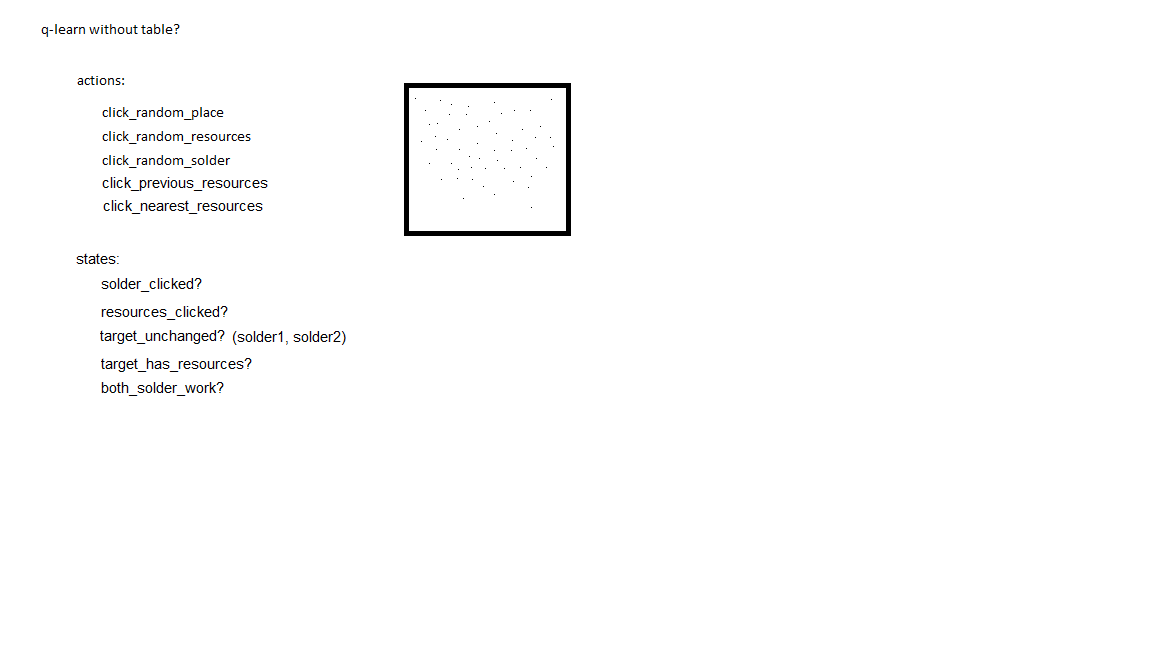 q-learn without table?
actions:
click_random_place
click_random_resources
click_random_solder
click_previous_resources
click_nearest_resources
states:
solder_clicked?
resources_clicked?
target_unchanged? (solder1, solder2)
target_has_resources?
both_solder_work?